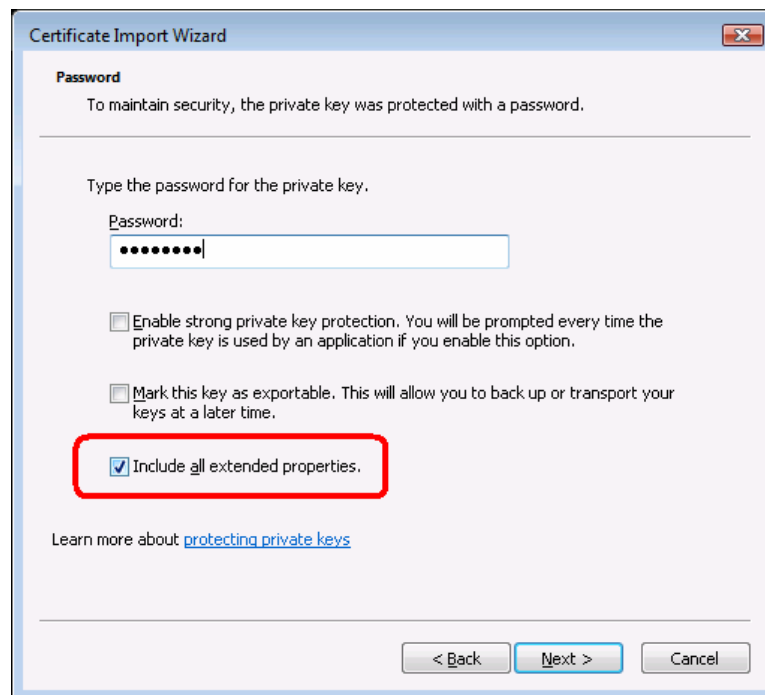 Certificate Import Wizard
Password
To maintain security, the private key was protected with a password.
Type the password for the private key.
Password:
••••••••
Enable strong private key protection. You will be prompted every time the
private key is used by an application if you enable this option.
Mark this key as exportable. This will allow you to back up or transport your
keys at a later time.
Include all extended properties.
Learn more about protecting private keys
< Back Next > Cancel